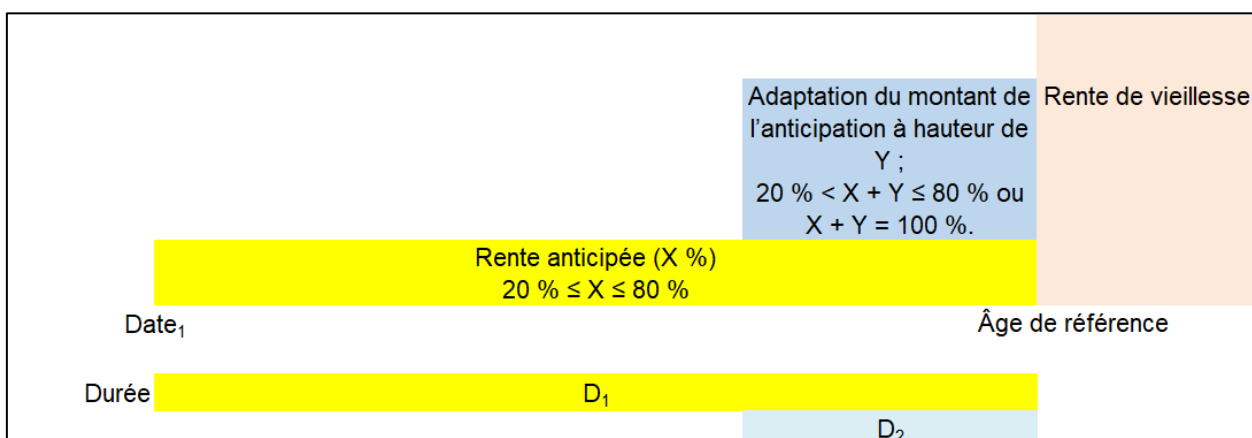 Adaptation du montant de
l’anticipation à hauteur de
Y ;
20 % < X + Y ≤ 80 % ou
X + Y = 100 %.
Rente de vieillesse
Rente anticipée (X %)
20 % ≤ X ≤ 80 %
Date₁
Âge de référence
Durée
D₁
D₂